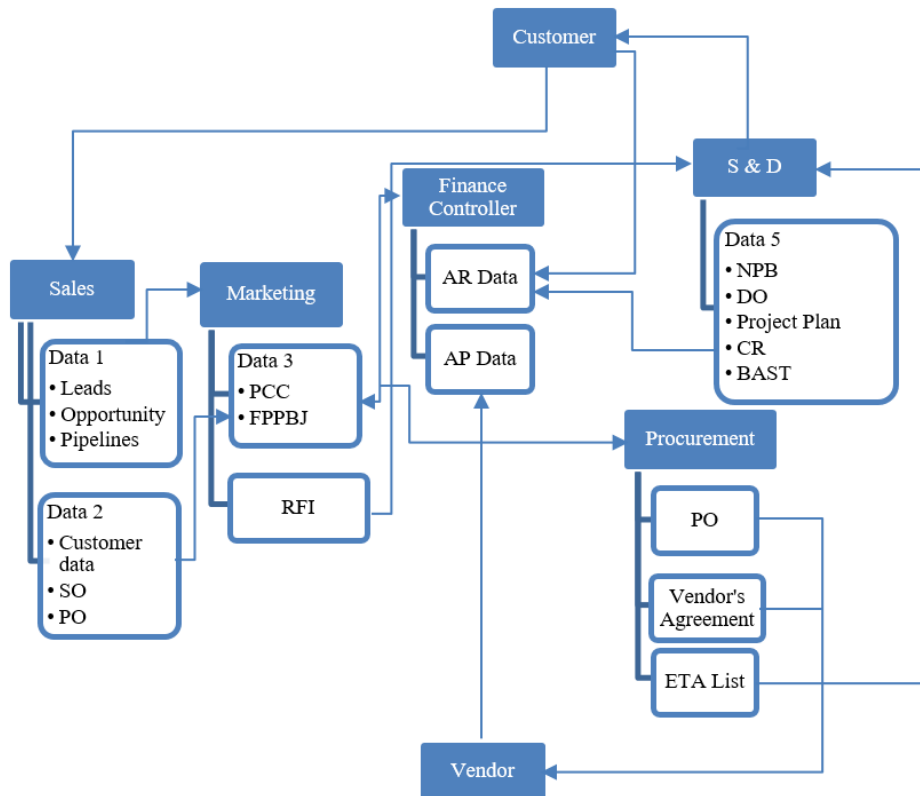 Customer
S & D
Finance
Controller
Data 5
• NPB
• DO
• Project Plan
• CR
• BAST
AR Data
AP Data
Sales
Marketing
Data 1
• Leads
• Opportunity
• Pipelines
Data 3
• PCC
• FPPBJ
RFI
Data 2
• Customer
data
• SO
• PO
Procurement
PO
Vendor's
Agreement
ETA List
Vendor